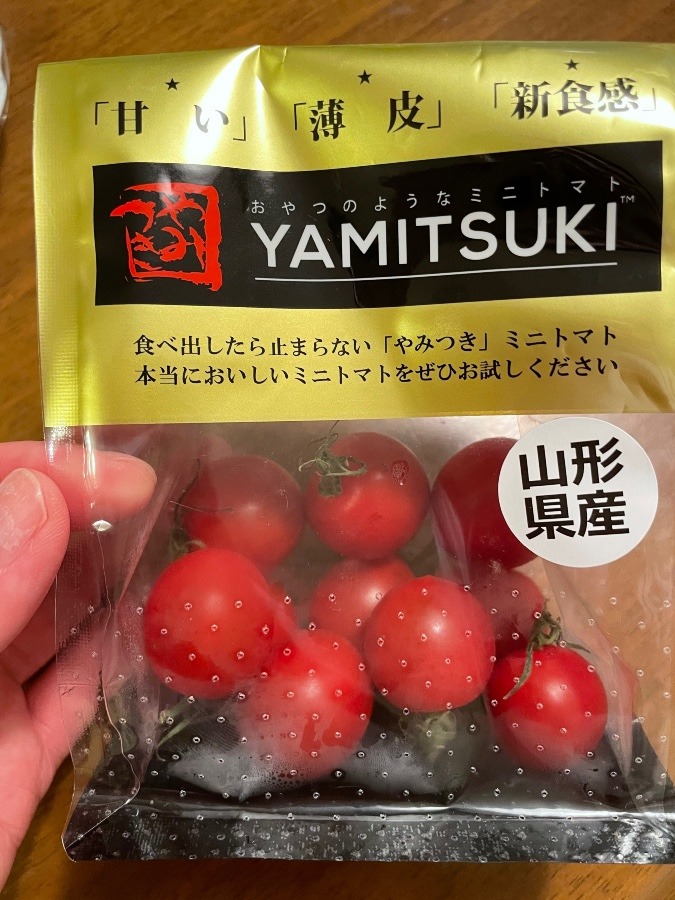 「甘い」「薄皮」「新食感」
おやつのようなミニトマト
YAMITSUKI™
食べ出したら止まらない「やみつき」ミニトマト
本当においしいミニトマトをぜひお試しください
山形
県産